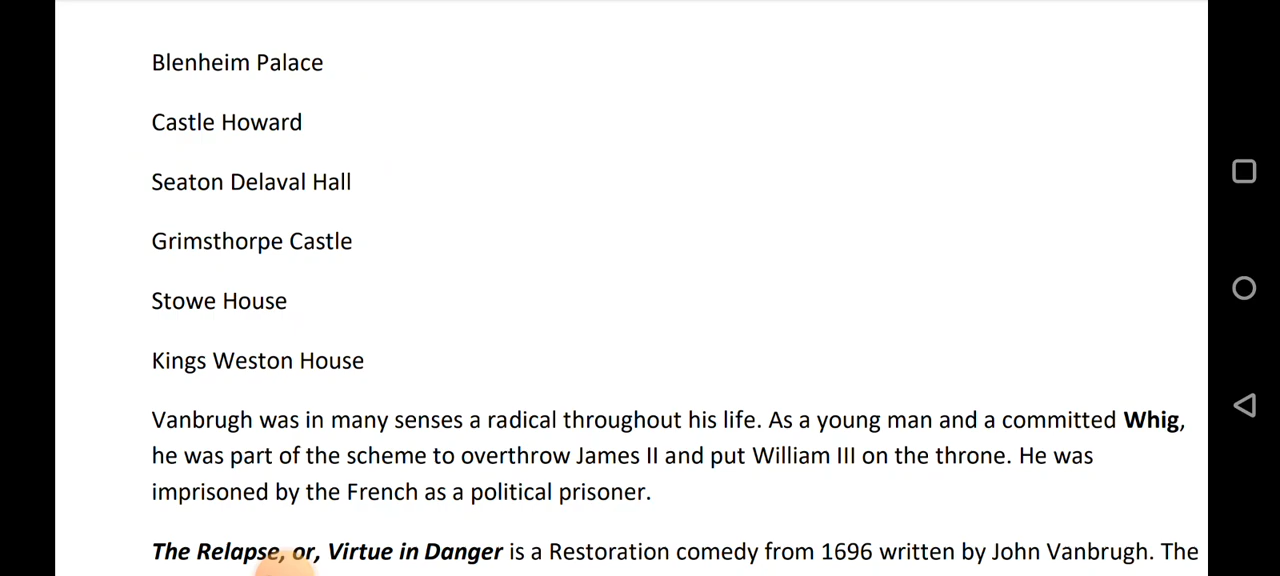 Blenheim Palace
Castle Howard
Seaton Delaval Hall
Grimsthorpe Castle
Stowe House
Kings Weston House
Vanbrugh was in many senses a radical throughout his life. As a young man and a committed Whig,
he was part of the scheme to overthrow James II and put William III on the throne. He was
imprisoned by the French as a political prisoner.
The Relapse, or, Virtue in Danger is a Restoration comedy from 1696 written by John Vanbrugh. The